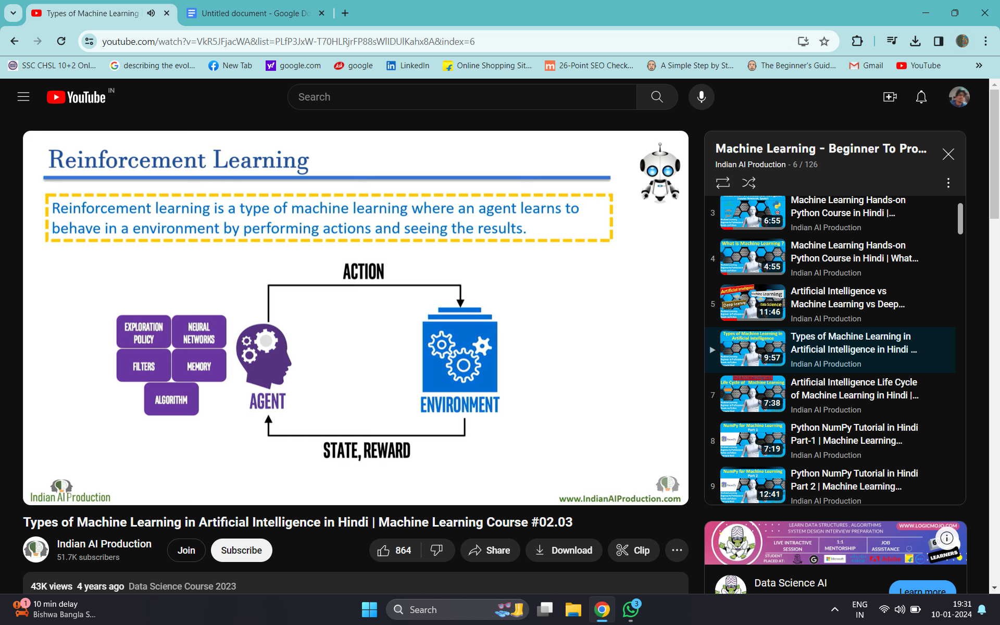 Types of Machine Learning
Untitled document - Google Do
youtube.com/watch?v=VkR5JFjacWA&list=PLfP3JxW-T70HLRjrFP88sWlIDUlKahx8A&index=6
SSC CHSL 10+2 Onl...
describing the evol...
New Tab
google.com
google
LinkedIn
Online Shopping Sit...
26-Point SEO Check...
A Simple Step by St...
The Beginner's Guid...
Gmail
YouTube
YouTube IN
Search
Reinforcement Learning
Reinforcement learning is a type of machine learning where an agent learns to
behave in a environment by performing actions and seeing the results.
ACTION
EXPLORATION
POLICY
NEURAL
NETWORKS
FILTERS
MEMORY
ALGORITHM
AGENT
ENVIRONMENT
STATE, REWARD
Indian AI Production
www.IndianAIProduction.com
Machine Learning - Beginner To Pro...
Indian AI Production - 6 / 126
3
6:55
Machine Learning Hands-on
Python Course in Hindi |...
Indian AI Production
4
What is Machine Learning ?
4:55
Machine Learning Hands-on
Python Course in Hindi | What...
Indian AI Production
5
Artificial Intelligence
Machine Learning
Deep Learning
Data Science
11:46
Artificial Intelligence vs
Machine Learning vs Deep...
Indian AI Production
Types of Machine Learning in
Artificial Intelligence
9:57
Types of Machine Learning in
Artificial Intelligence in Hindi ...
Indian AI Production
7
Life Cycle of Machine Learning
7:38
Artificial Intelligence Life Cycle
of Machine Learning in Hindi |...
Indian AI Production
8
NumPy for Machine Learning
Part 1
NumPy
7:19
Python NumPy Tutorial in Hindi
Part-1 | Machine Learning...
Indian AI Production
9
NumPy for Machine Learning
Part 2
NumPy
12:41
Python NumPy Tutorial in Hindi
Part 2 | Machine Learning...
Indian AI Production
Types of Machine Learning in Artificial Intelligence in Hindi | Machine Learning Course #02.03
Indian AI Production
51.7K subscribers
Join
Subscribe
864
Share
Download
Clip
43K views 4 years ago Data Science Course 2023
LEARN DATA STRUCTURES , ALGORITHMS
SYSTEM DESIGN INTERVIEW PREPARATION
WWW.LOGICMOJO.COM
LIVE INTRACTIVE
SESSION
1:1
MENTORSHIP
JOB
ASSISTANCE
LEARNERS
STUDENT
PLACED AT:
Microsoft
Adobe
Data Science AI
Learn more
1
10 min delay
Bishwa Bangla S...
Search
3
ENG
IN
19:31
10-01-2024